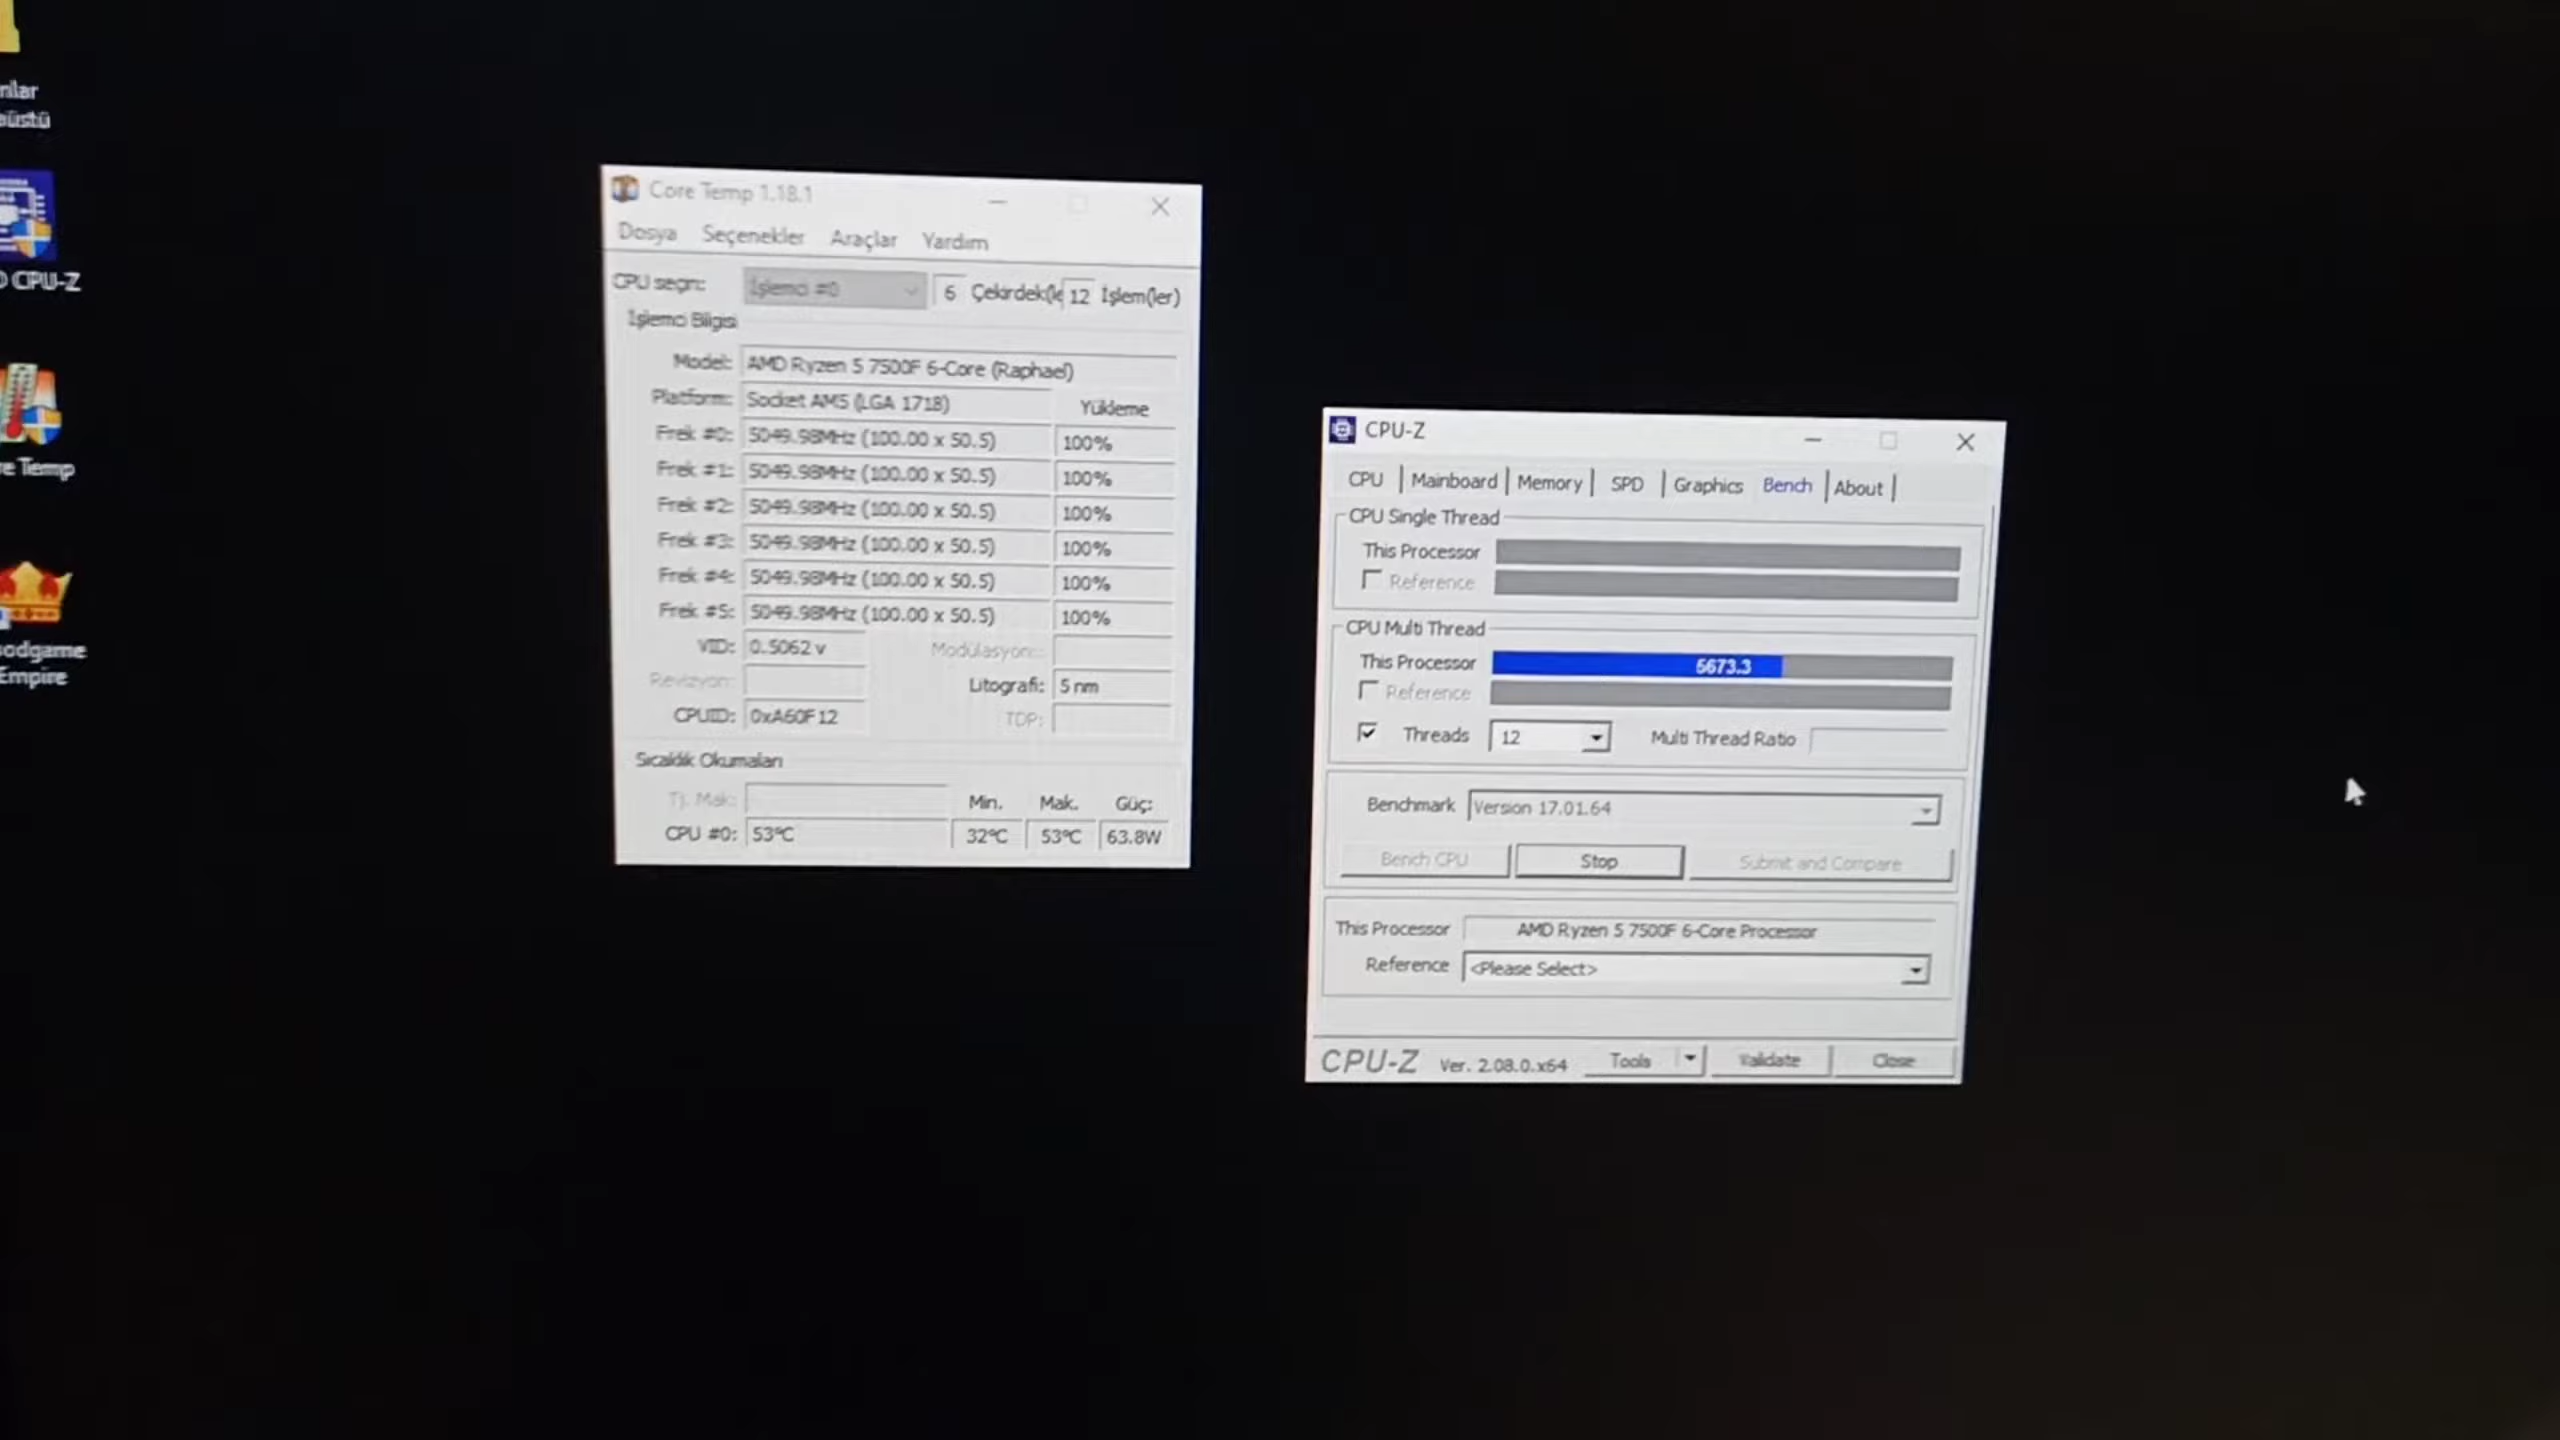 CPU-Z
re Temp
odgame
Empire
Core Temp 1.18.1
Dosya Seçenekler Araçlar Yardım
CPU seçin: İşlemci #0 6 Çekirdek(le 12 İşlem(ler)
İşlemci Bilgisi
Model: AMD Ryzen 5 7500F 6-Core (Raphael)
Platform: Socket AM5 (LGA 1718) Yükleme
Frek #0: 5049.98MHz (100.00 x 50.5) 100%
Frek #1: 5049.98MHz (100.00 x 50.5) 100%
Frek #2: 5049.98MHz (100.00 x 50.5) 100%
Frek #3: 5049.98MHz (100.00 x 50.5) 100%
Frek #4: 5049.98MHz (100.00 x 50.5) 100%
Frek #5: 5049.98MHz (100.00 x 50.5) 100%
VID: 0.5062 v Modülasyon:
Revizyon: Litografi: 5 nm
CPUID: 0xA60F12 TDP:
Sıcaklık Okumaları
Tj. Mak: Min. Mak. Güç:
CPU #0: 53°C 32°C 53°C 63.8W
CPU-Z
CPU Mainboard Memory SPD Graphics Bench About
CPU Single Thread
This Processor
Reference
CPU Multi Thread
This Processor 5673.3
Reference
Threads 12 Multi Thread Ratio
Benchmark Version 17.01.64
Bench CPU Stop Submit and Compare
This Processor AMD Ryzen 5 7500F 6-Core Processor
Reference <Please Select>
CPU-Z Ver. 2.08.0.x64 Tools Validate Close